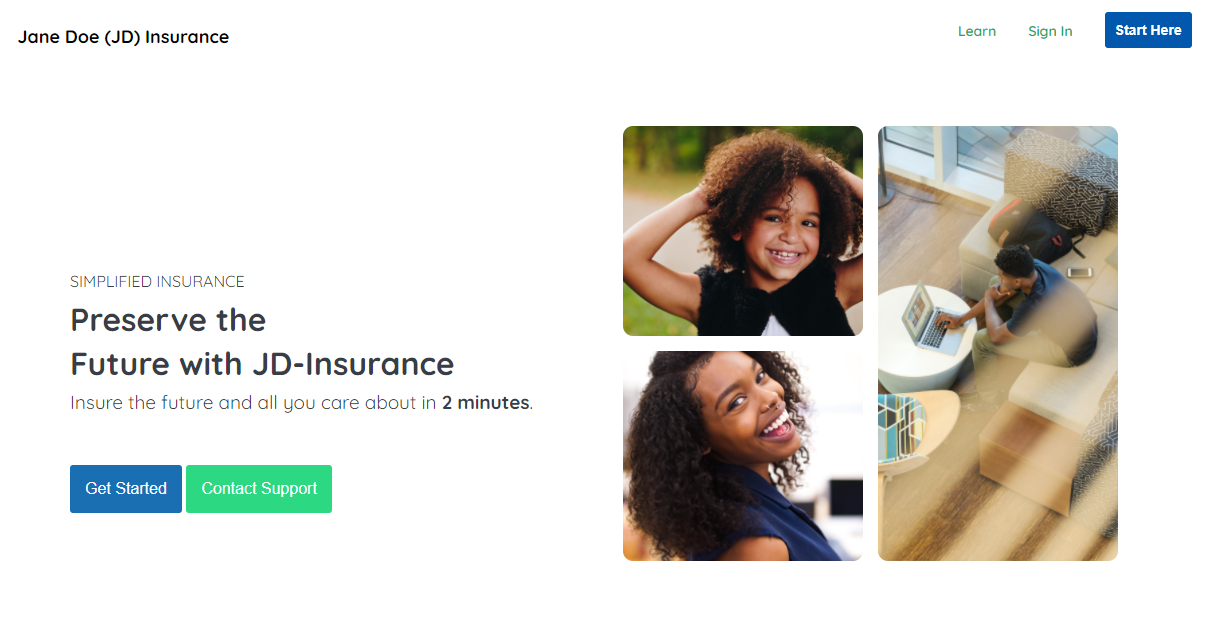 Jane Doe (JD) Insurance
Learn
Sign In
Start Here
SIMPLIFIED INSURANCE
Preserve the
Future with JD-Insurance
Insure the future and all you care about in 2 minutes.
Get Started
Contact Support